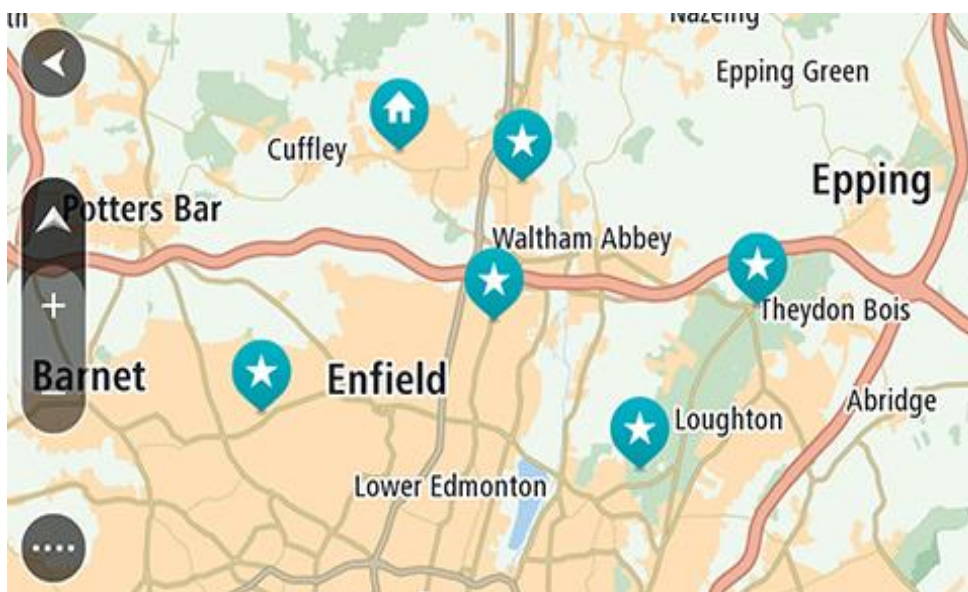 Nazeing
Epping Green
Cuffley
Epping
Potters Bar
Waltham Abbey
Theydon Bois
Barnet
Enfield
Abridge
Loughton
Lower Edmonton